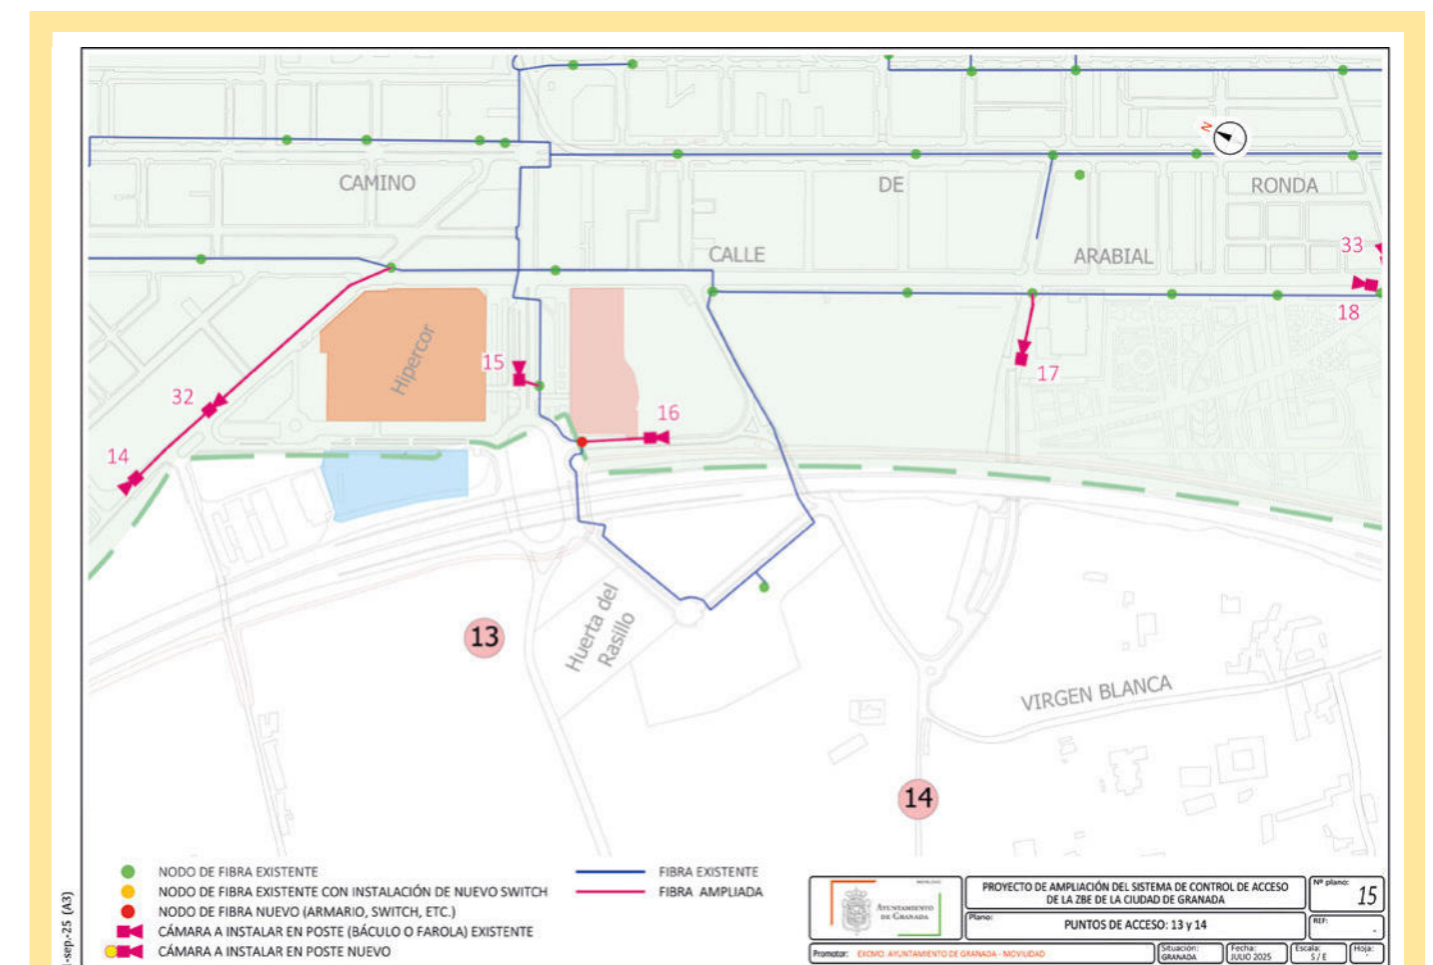 N
CAMINO
DE
RONDA
CALLE
ARABIAL
33
18
Hipercor
15
17
32
16
14
Huerta del
Rasillo
13
VIRGEN BLANCA
14
NODO DE FIBRA EXISTENTE
NODO DE FIBRA EXISTENTE CON INSTALACIÓN DE NUEVO SWITCH
NODO DE FIBRA NUEVO (ARMARIO, SWITCH, ETC.)
CÁMARA A INSTALAR EN POSTE (BÁCULO O FAROLA) EXISTENTE
CÁMARA A INSTALAR EN POSTE NUEVO
FIBRA EXISTENTE
FIBRA AMPLIADA
AYUNTAMIENTO
DE GRANADA
PROYECTO DE AMPLIACIÓN DEL SISTEMA DE CONTROL DE ACCESO
DE LA ZBE DE LA CIUDAD DE GRANADA
Nº plano:
15
Plano:
PUNTOS DE ACCESO: 13 y 14
REF:
-
Promotor: EXCMO. AYUNTAMIENTO DE GRANADA - MOVILIDAD
Situación:
GRANADA
Fecha:
JULIO 2025
Escala:
S / E
Hoja:
-sep.-25 (A3)